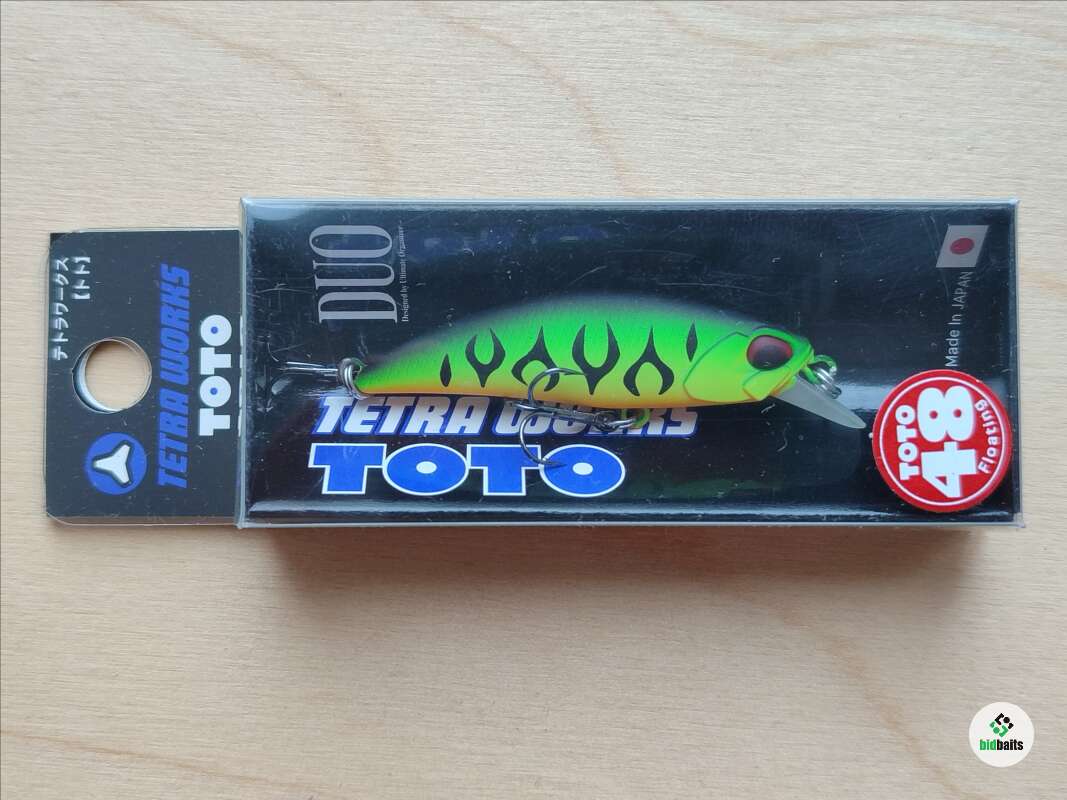 テトラワークス
【トト】
TETRA WORKS
TOTO
DUO
Designed by Ultimate Organizer
TETRA WORKS
TOTO
Made In JAPAN
TOTO
48
Floating
bidbaits